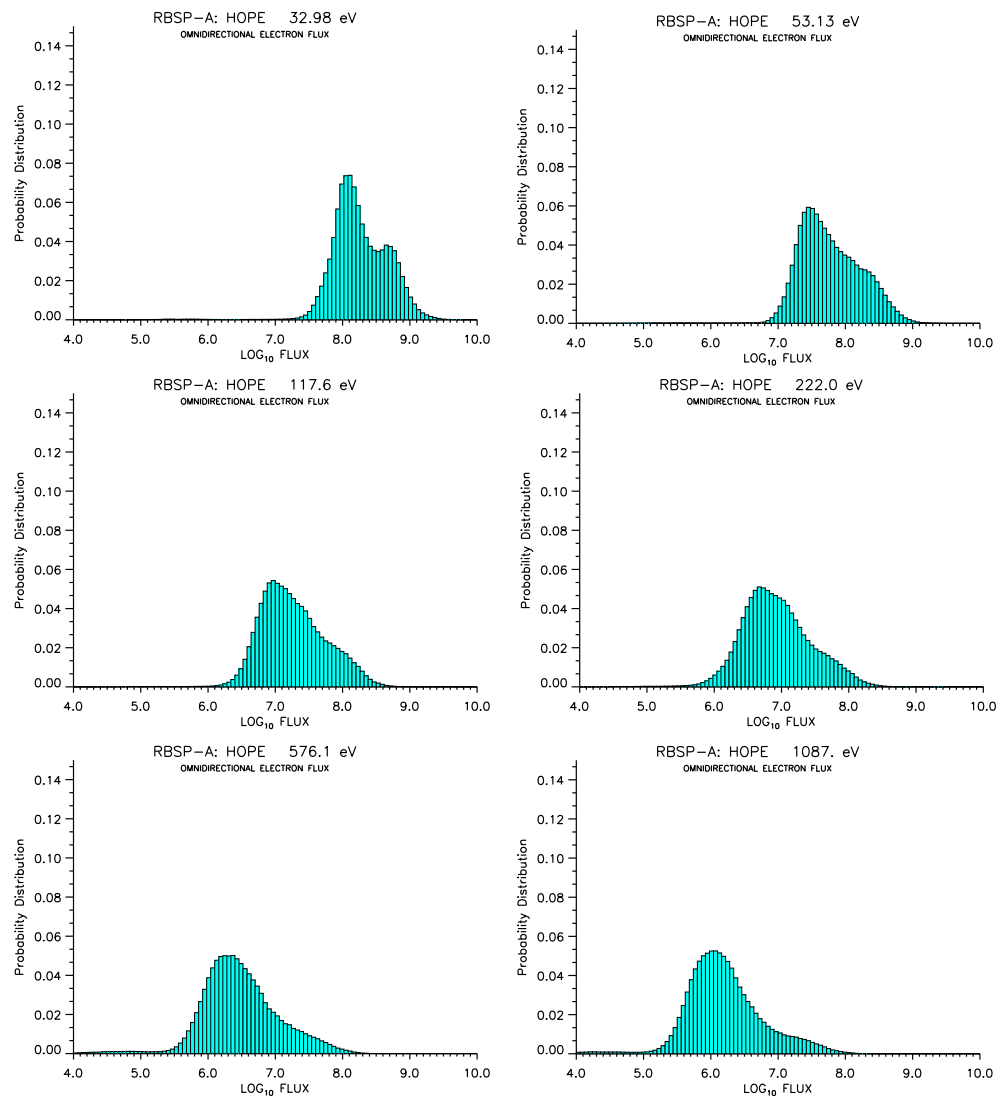 RBSP-A: HOPE 32.98 eV
OMNIDIRECTIONAL ELECTRON FLUX
Probability Distribution
0.14
0.12
0.10
0.08
0.06
0.04
0.02
0.00
4.0 5.0 6.0 7.0 8.0 9.0 10.0
LOG10 FLUX
RBSP-A: HOPE 53.13 eV
OMNIDIRECTIONAL ELECTRON FLUX
Probability Distribution
0.14
0.12
0.10
0.08
0.06
0.04
0.02
0.00
4.0 5.0 6.0 7.0 8.0 9.0 10.0
LOG10 FLUX
RBSP-A: HOPE 117.6 eV
OMNIDIRECTIONAL ELECTRON FLUX
Probability Distribution
0.14
0.12
0.10
0.08
0.06
0.04
0.02
0.00
4.0 5.0 6.0 7.0 8.0 9.0 10.0
LOG10 FLUX
RBSP-A: HOPE 222.0 eV
OMNIDIRECTIONAL ELECTRON FLUX
Probability Distribution
0.14
0.12
0.10
0.08
0.06
0.04
0.02
0.00
4.0 5.0 6.0 7.0 8.0 9.0 10.0
LOG10 FLUX
RBSP-A: HOPE 576.1 eV
OMNIDIRECTIONAL ELECTRON FLUX
Probability Distribution
0.14
0.12
0.10
0.08
0.06
0.04
0.02
0.00
4.0 5.0 6.0 7.0 8.0 9.0 10.0
LOG10 FLUX
RBSP-A: HOPE 1087. eV
OMNIDIRECTIONAL ELECTRON FLUX
Probability Distribution
0.14
0.12
0.10
0.08
0.06
0.04
0.02
0.00
4.0 5.0 6.0 7.0 8.0 9.0 10.0
LOG10 FLUX